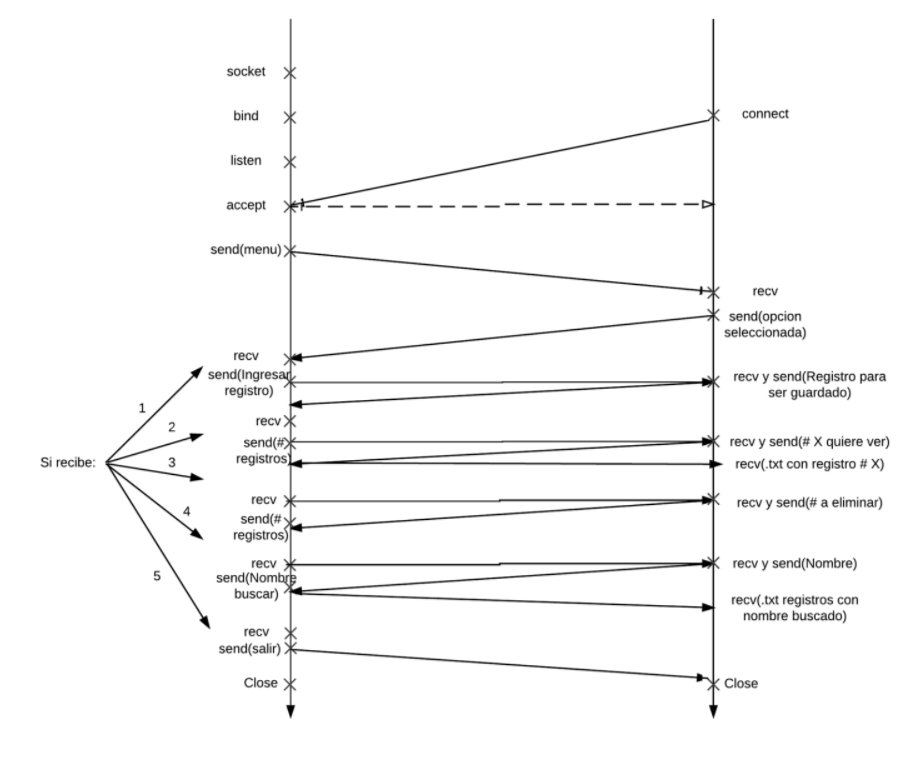 socket
bind
connect
listen
accept
send(menu)
recv
send(opcion
seleccionada)
recv
send(Ingresar
registro)
recv y send(Registro para
ser guardado)
1
2
recv
send(#
registros)
recv y send(# X quiere ver)
Si recibe:
3
recv(.txt con registro # X)
recv
recv y send(# a eliminar)
4
send(#
registros)
recv
recv y send(Nombre)
5
send(Nombre
buscar)
recv(.txt registros con
nombre buscado)
recv
send(salir)
Close
Close